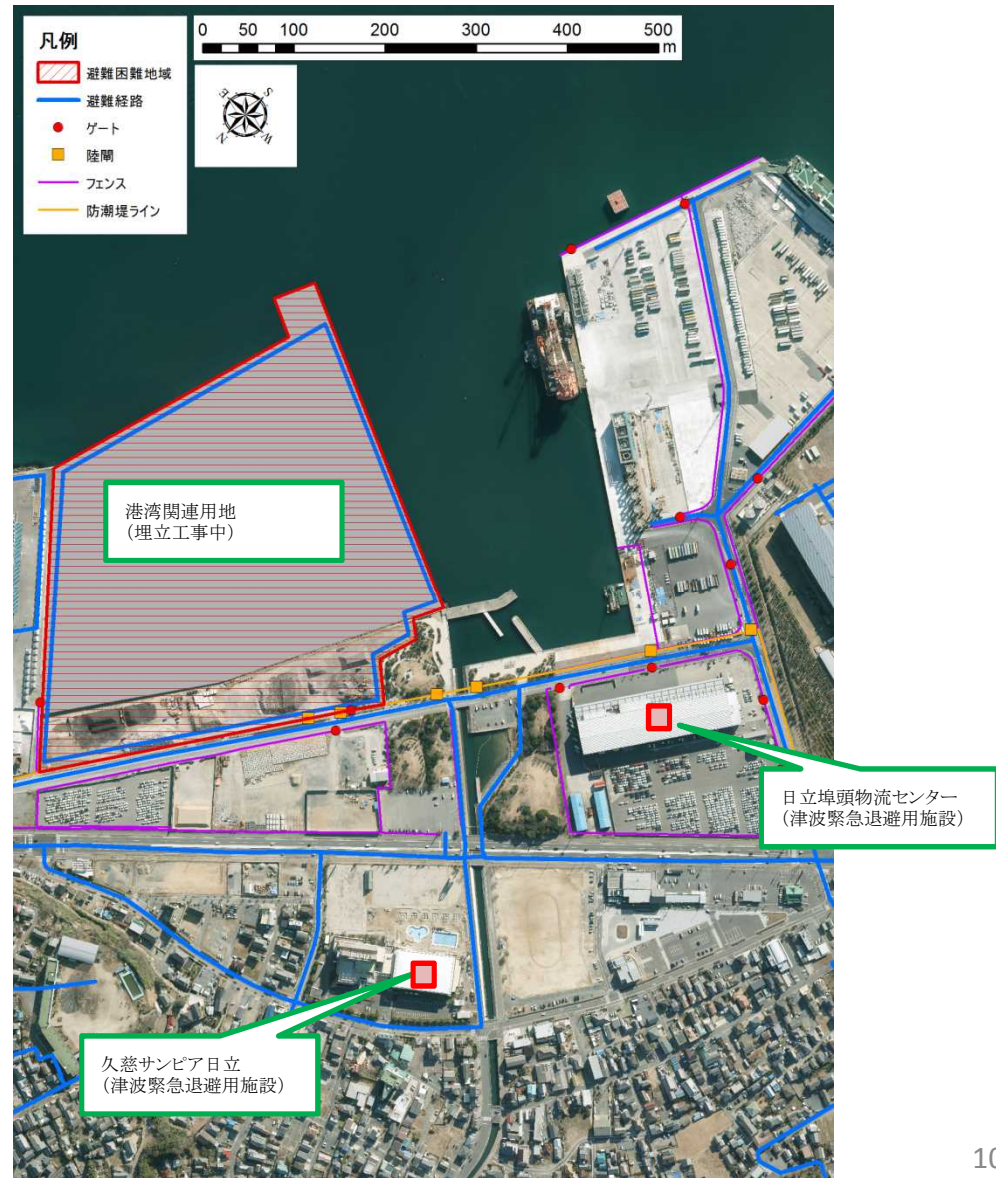 凡例
避難困難地域
避難経路
ゲート
陸閘
フェンス
防潮堤ライン
0 50 100 200 300 400 500
m
S
E
W
N
港湾関連用地
(埋立工事中)
日立埠頭物流センター
(津波緊急退避用施設)
久慈サンピア日立
(津波緊急退避用施設)
10